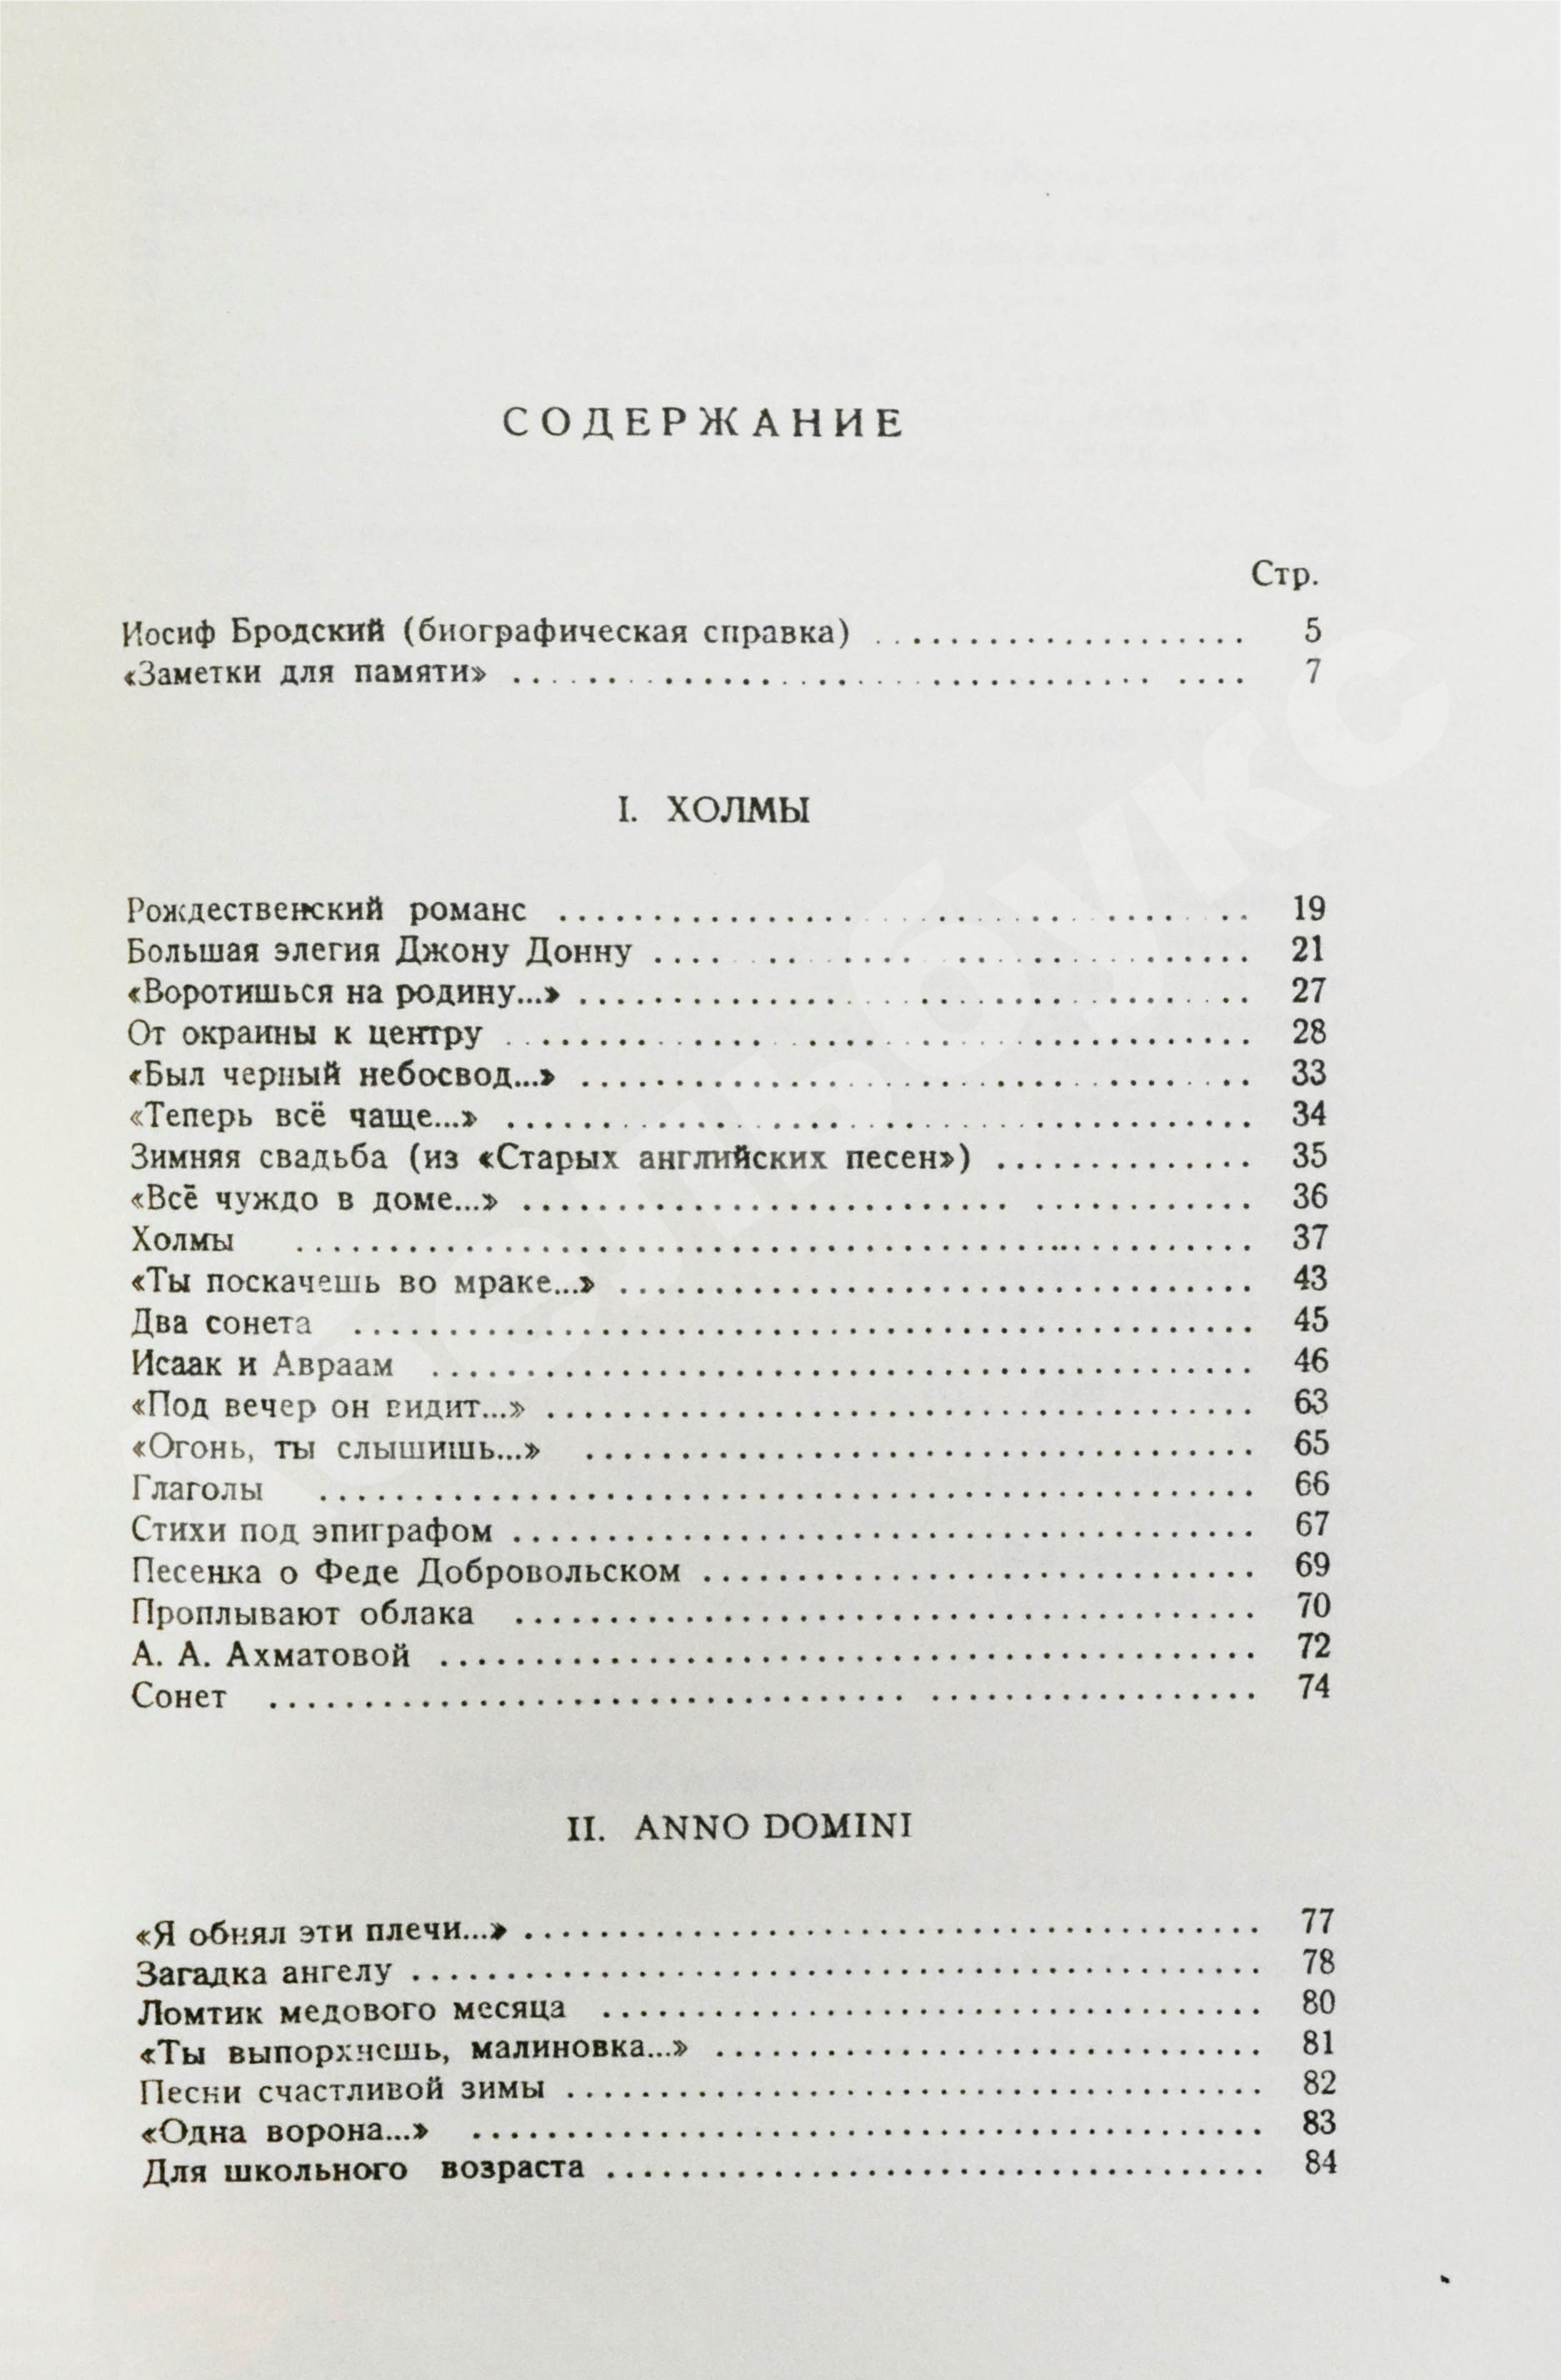 СОДЕРЖАНИЕ
Стр.
Иосиф Бродский (биографическая справка) .................... 5
«Заметки для памяти» ........................................ 7
I. ХОЛМЫ
Рождественский романс ...................................... 19
Большая элегия Джону Донну ................................ 21
«Воротишься на родину...» ................................... 27
От окраины к центру ........................................ 28
«Был черный небосвод...» .................................... 33
«Теперь всё чаще...» ........................................ 34
Зимняя свадьба (из «Старых английских песен») .............. 35
«Всё чуждо в доме...» ....................................... 36
Холмы .................................................... 37
«Ты поскачешь во мраке...» .................................. 43
Два сонета ................................................ 45
Исаак и Авраам ............................................ 46
«Под вечер он видит...» ...................................... 63
«Огонь, ты слышишь...» .................................... 65
Глаголы .................................................. 66
Стихи под эпиграфом ........................................ 67
Песенка о Феде Добровольском .............................. 69
Проплывают облака ........................................ 70
А. А. Ахматовой ............................................ 72
Сонет .................................................... 74
II. ANNO DOMINI
«Я обнял эти плечи...» ........................................ 77
Загадка ангелу .............................................. 78
Ломтик медового месяца .................................... 80
«Ты выпорхнешь, малиновка...» .............................. 81
Песни счастливой зимы ...................................... 82
«Одна ворона...» ............................................ 83
Для школьного возраста .................................... 84